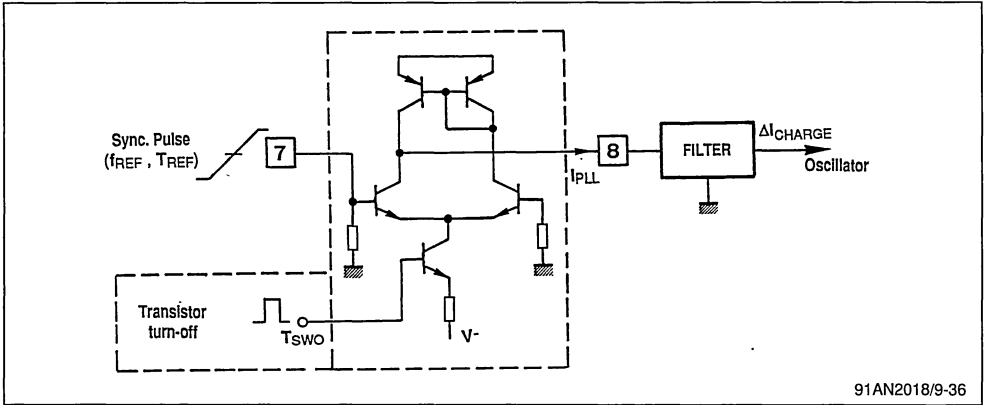 Sync. Pulse
(fREF , TREF)
7
IPLL
8
FILTER
ΔICHARGE
Oscillator
Transistor
turn-off
TSWO
V-
91AN2018/9-36